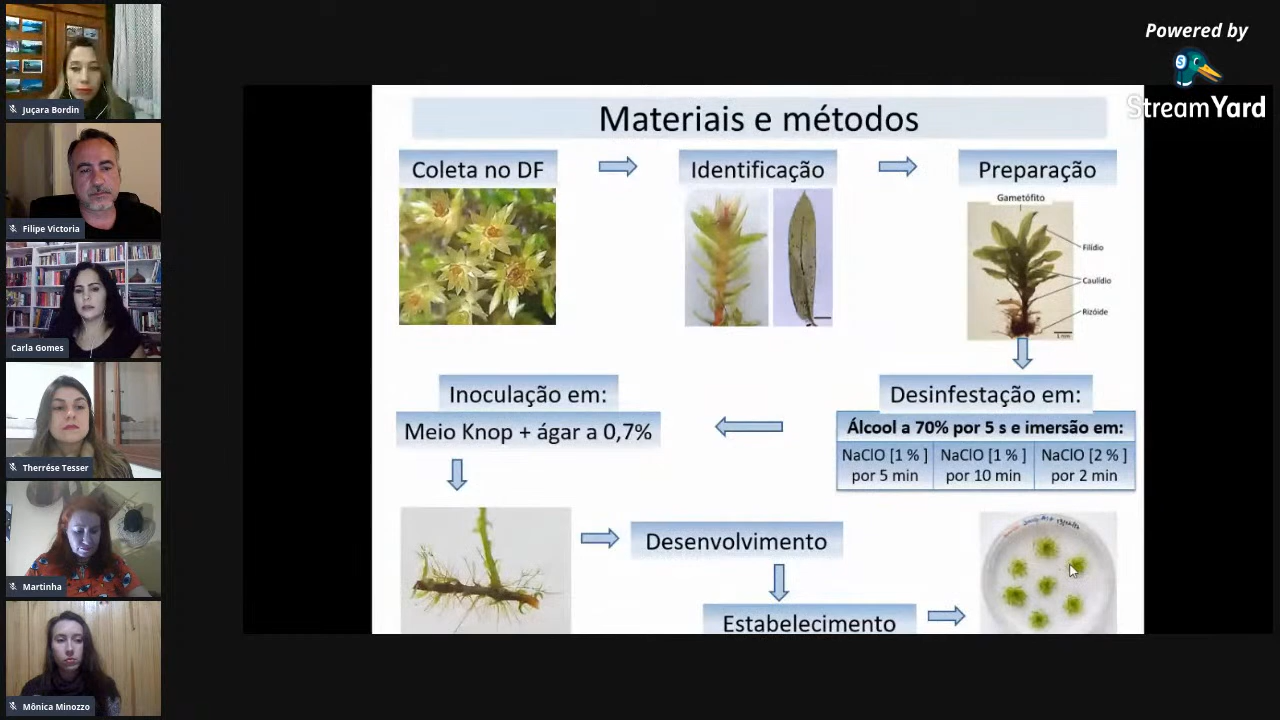 Juçara Bordin
Filipe Victoria
Carla Gomes
Therrése Tesser
Martinha
Mônica Minozzo
Powered by
StreamYard
Materiais e métodos
Coleta no DF
Identificação
Preparação
Gametófito
Filídio
Caulídio
Rizóide
1 mm
Desinfestação em:
Álcool a 70% por 5 s e imersão em:
NaClO [1 % ]
por 5 min
NaClO [1 % ]
por 10 min
NaClO [2 % ]
por 2 min
Inoculação em:
Meio Knop + ágar a 0,7%
Desenvolvimento
Estabelecimento